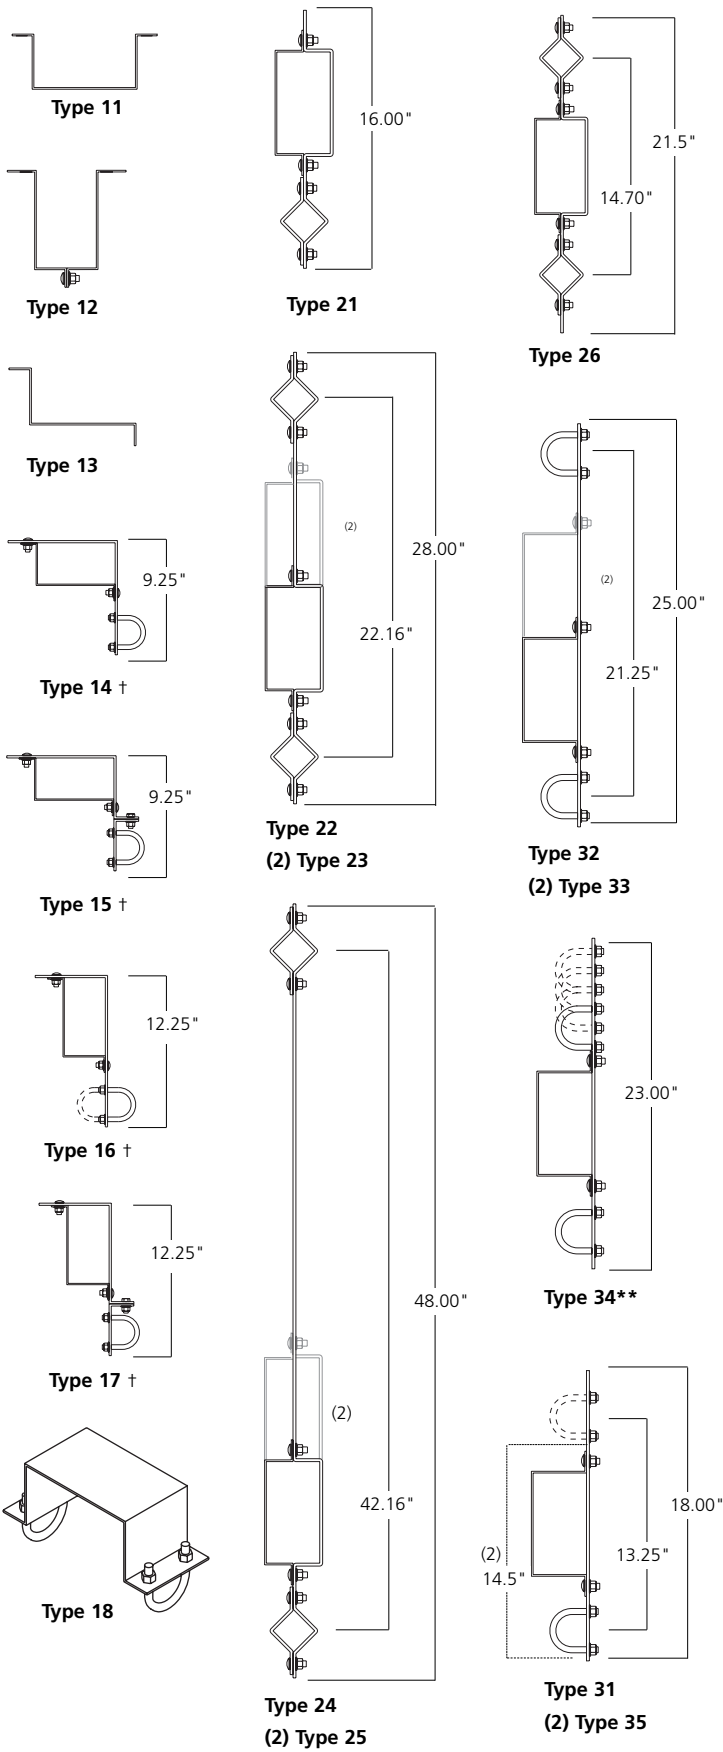 Type 11
Type 12
Type 13
9.25"
Type 14 †
9.25"
Type 15 †
12.25"
Type 16 †
12.25"
Type 17 †
Type 18
16.00"
Type 21
(2)
28.00"
22.16"
Type 22
(2) Type 23
48.00"
(2)
42.16"
Type 24
(2) Type 25
21.5"
14.70"
Type 26
(2)
25.00"
21.25"
Type 32
(2) Type 33
23.00"
Type 34**
18.00"
(2)
14.5"
13.25"
Type 31
(2) Type 35